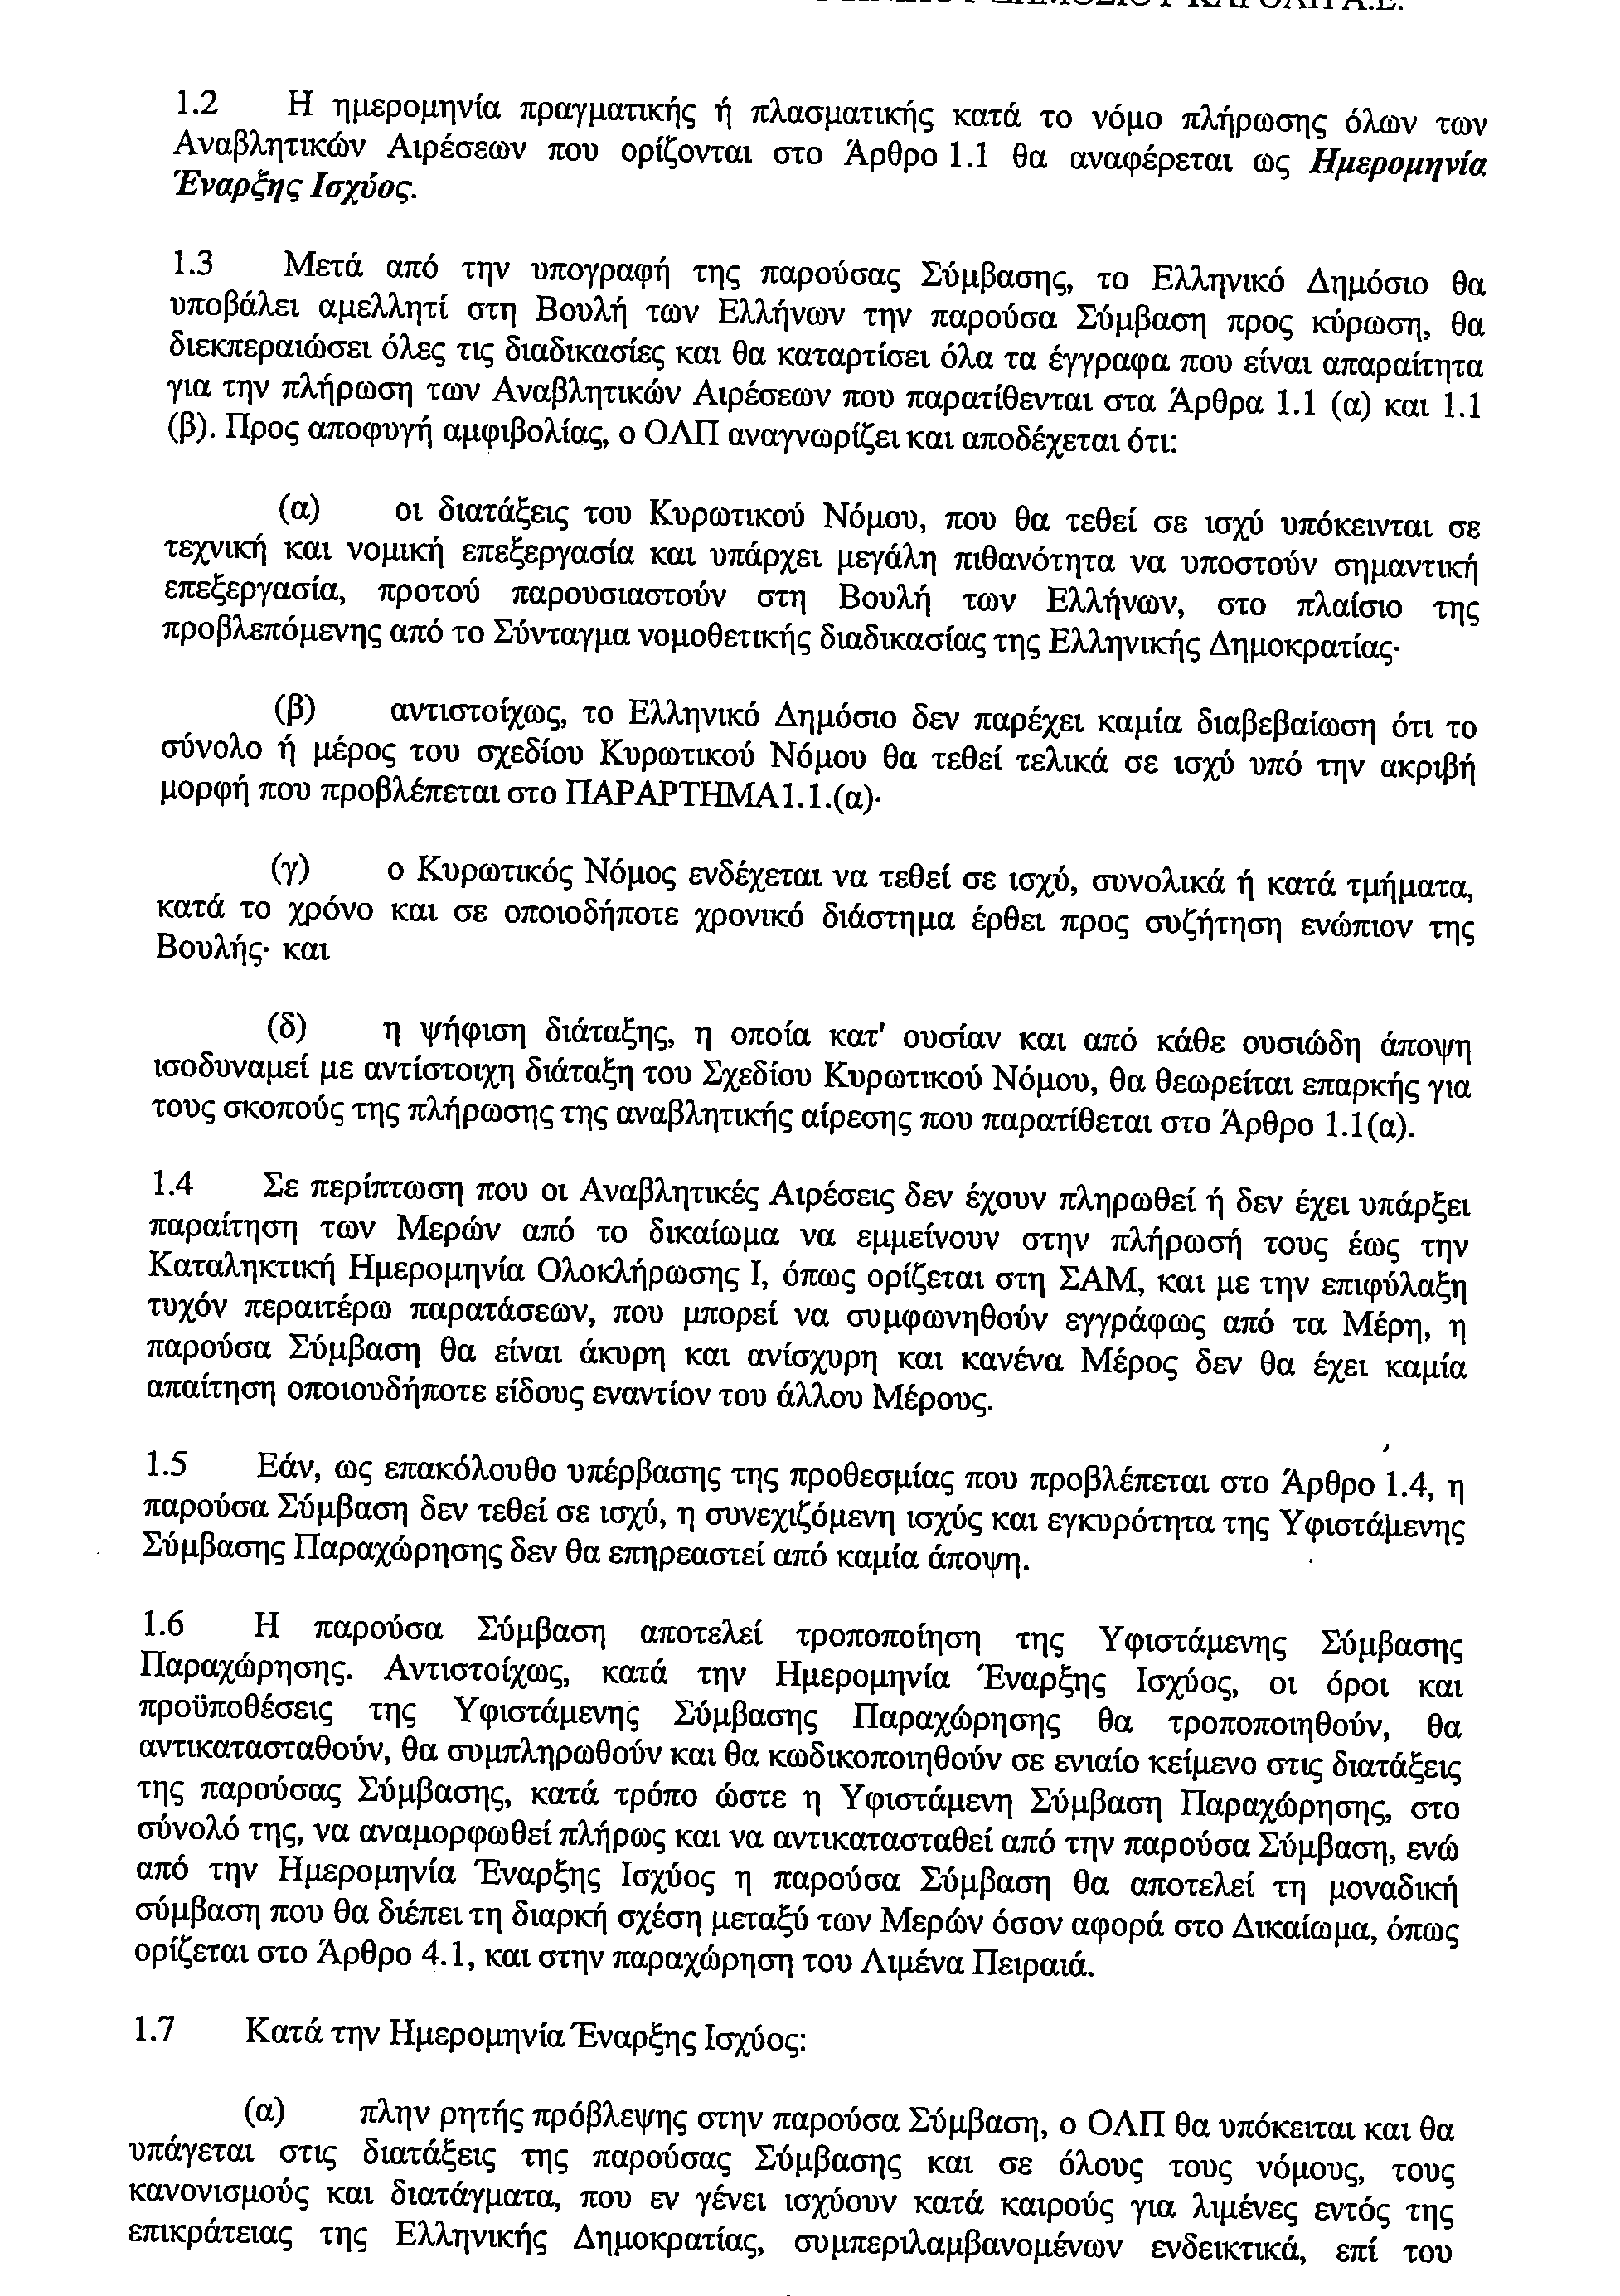 1.2 Η ημερομηνία πραγματικής ή πλασματικής κατά το νόμο πλήρωσης όλων των
Αναβλητικών Αιρέσεων που ορίζονται στο Άρθρο 1.1 θα αναφέρεται ως Ημερομηνία
Έναρξης Ισχύος.
1.3 Μετά από την υπογραφή της παρούσας Σύμβασης, το Ελληνικό Δημόσιο θα
υποβάλει αμελλητί στη Βουλή των Ελλήνων την παρούσα Σύμβαση προς κύρωση, θα
διεκπεραιώσει όλες τις διαδικασίες και θα καταρτίσει όλα τα έγγραφα που είναι απαραίτητα
για την πλήρωση των Αναβλητικών Αιρέσεων που παρατίθενται στα Άρθρα 1.1 (α) και 1.1
(β). Προς αποφυγή αμφιβολίας, ο ΟΛΠ αναγνωρίζει και αποδέχεται ότι:
(α) οι διατάξεις του Κυρωτικού Νόμου, που θα τεθεί σε ισχύ υπόκεινται σε
τεχνική και νομική επεξεργασία και υπάρχει μεγάλη πιθανότητα να υποστούν σημαντική
επεξεργασία, προτού παρουσιαστούν στη Βουλή των Ελλήνων, στο πλαίσιο της
προβλεπόμενης από το Σύνταγμα νομοθετικής διαδικασίας της Ελληνικής Δημοκρατίας·
(β) αντιστοίχως, το Ελληνικό Δημόσιο δεν παρέχει καμία διαβεβαίωση ότι το
σύνολο ή μέρος του σχεδίου Κυρωτικού Νόμου θα τεθεί τελικά σε ισχύ υπό την ακριβή
μορφή που προβλέπεται στο ΠΑΡΑΡΤΗΜΑ1.1.(α)·
(γ) ο Κυρωτικός Νόμος ενδέχεται να τεθεί σε ισχύ, συνολικά ή κατά τμήματα,
κατά το χρόνο και σε οποιοδήποτε χρονικό διάστημα έρθει προς συζήτηση ενώπιον της
Βουλής· και
(δ) η ψήφιση διάταξης, η οποία κατ' ουσίαν και από κάθε ουσιώδη άποψη
ισοδυναμεί με αντίστοιχη διάταξη του Σχεδίου Κυρωτικού Νόμου, θα θεωρείται επαρκής για
τους σκοπούς της πλήρωσης της αναβλητικής αίρεσης που παρατίθεται στο Άρθρο 1.1(α).
1.4 Σε περίπτωση που οι Αναβλητικές Αιρέσεις δεν έχουν πληρωθεί ή δεν έχει υπάρξει
παραίτηση των Μερών από το δικαίωμα να εμμείνουν στην πλήρωσή τους έως την
Καταληκτική Ημερομηνία Ολοκλήρωσης Ι, όπως ορίζεται στη ΣΑΜ, και με την επιφύλαξη
τυχόν περαιτέρω παρατάσεων, που μπορεί να συμφωνηθούν εγγράφως από τα Μέρη, η
παρούσα Σύμβαση θα είναι άκυρη και ανίσχυρη και κανένα Μέρος δεν θα έχει καμία
απαίτηση οποιουδήποτε είδους εναντίον του άλλου Μέρους.
1.5 Εάν, ως επακόλουθο υπέρβασης της προθεσμίας που προβλέπεται στο Άρθρο 1.4, η
παρούσα Σύμβαση δεν τεθεί σε ισχύ, η συνεχιζόμενη ισχύς και εγκυρότητα της Υφιστάμενης
Σύμβασης Παραχώρησης δεν θα επηρεαστεί από καμία άποψη.
1.6 Η παρούσα Σύμβαση αποτελεί τροποποίηση της Υφιστάμενης Σύμβασης
Παραχώρησης. Αντιστοίχως, κατά την Ημερομηνία Έναρξης Ισχύος, οι όροι και
προϋποθέσεις της Υφιστάμενης Σύμβασης Παραχώρησης θα τροποποιηθούν, θα
αντικατασταθούν, θα συμπληρωθούν και θα κωδικοποιηθούν σε ενιαίο κείμενο στις διατάξεις
της παρούσας Σύμβασης, κατά τρόπο ώστε η Υφιστάμενη Σύμβαση Παραχώρησης, στο
σύνολό της, να αναμορφωθεί πλήρως και να αντικατασταθεί από την παρούσα Σύμβαση, ενώ
από την Ημερομηνία Έναρξης Ισχύος η παρούσα Σύμβαση θα αποτελεί τη μοναδική
σύμβαση που θα διέπει τη διαρκή σχέση μεταξύ των Μερών όσον αφορά στο Δικαίωμα, όπως
ορίζεται στο Άρθρο 4.1, και στην παραχώρηση του Λιμένα Πειραιά.
1.7 Κατά την Ημερομηνία Έναρξης Ισχύος:
(α) πλην ρητής πρόβλεψης στην παρούσα Σύμβαση, ο ΟΛΠ θα υπόκειται και θα
υπάγεται στις διατάξεις της παρούσας Σύμβασης και σε όλους τους νόμους, τους
κανονισμούς και διατάγματα, που εν γένει ισχύουν κατά καιρούς για λιμένες εντός της
επικράτειας της Ελληνικής Δημοκρατίας, συμπεριλαμβανομένων ενδεικτικά, επί του